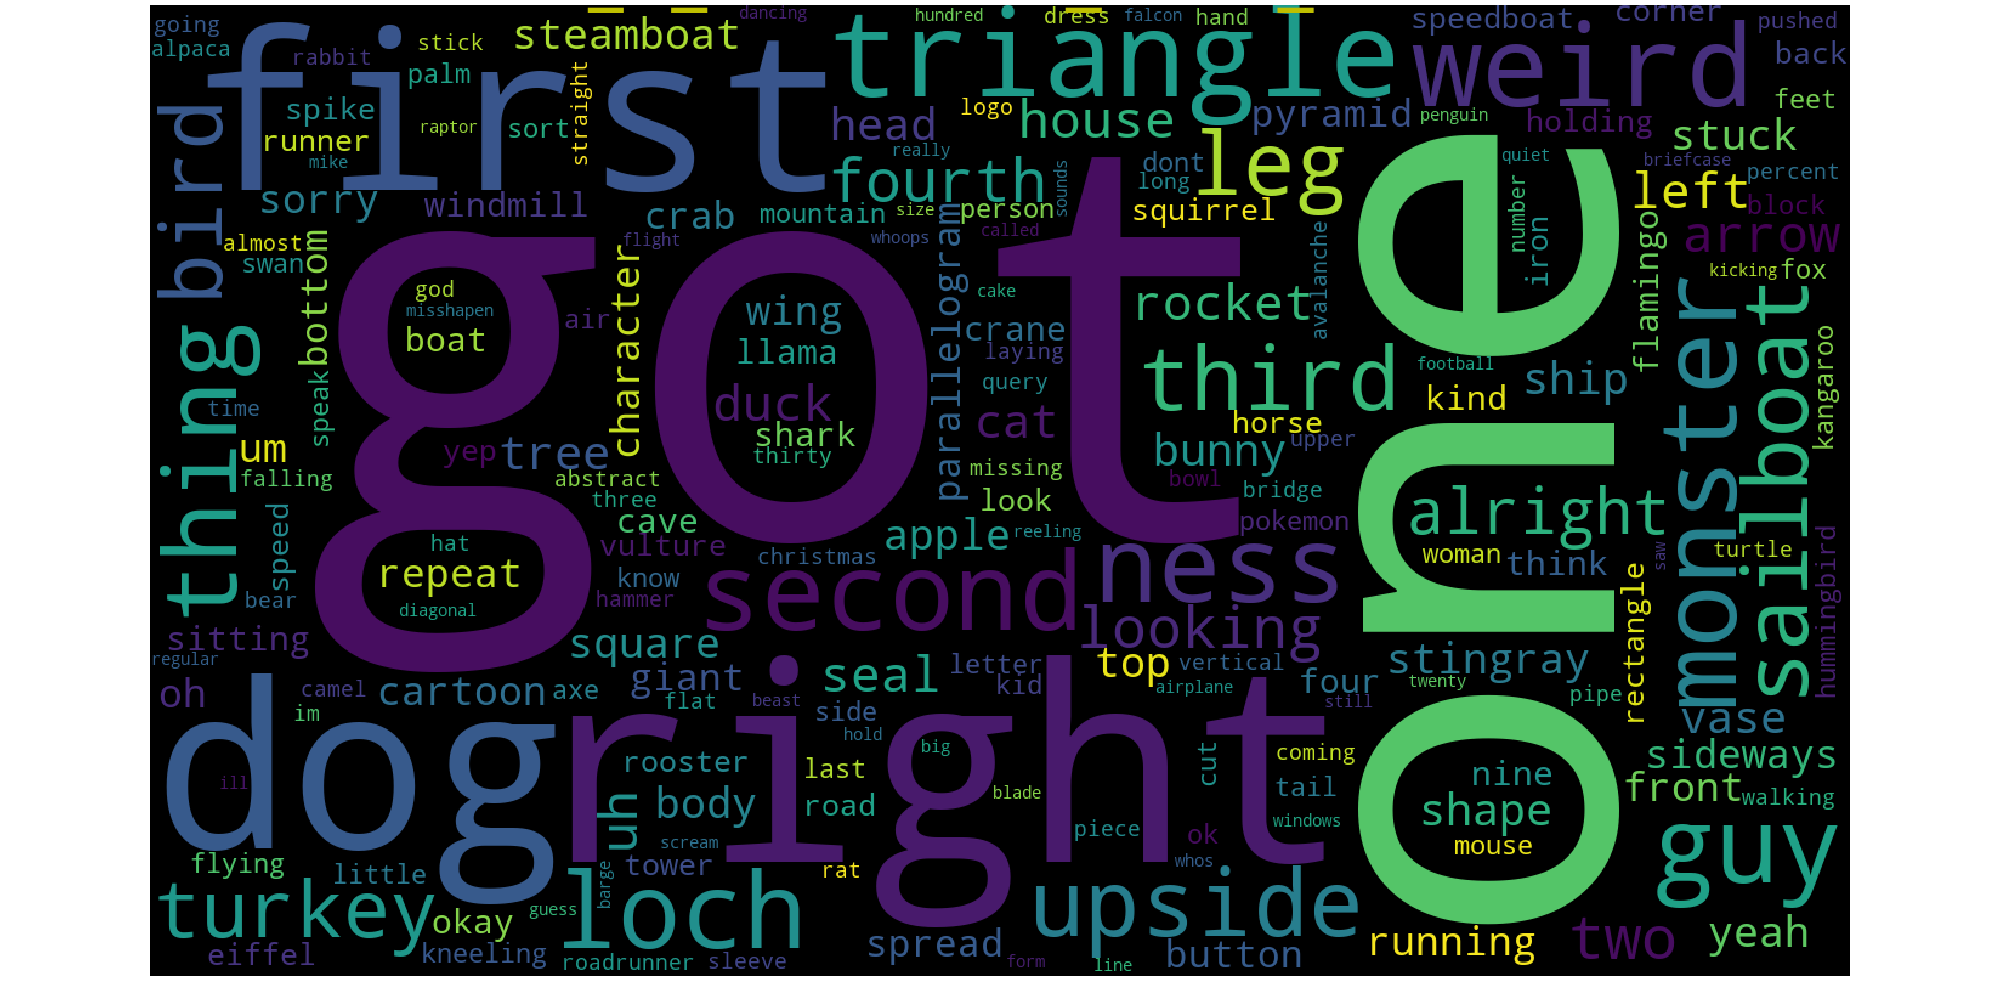 going
alpaca
rabbit
stick
steamboat
dancing
hundred
dress
falcon
hand
speedboat
corner
pushed
back
first
triangle
weird
palm
spike
runner
raptor
sort
mike
straight
logo
head
house
pyramid
penguin
holding
feet
stuck
bird
sorry
windmill
crab
really
fourth
mountain
size
person
sounds
dont
long
squirrel
leg
quiet
briefcase
percent
left
block
almost
swan
flight
whoops
called
number
iron
arrow
flamingo
kicking
fox
bottom
god
misshapen
boat
air
character
wing
llama
duck
shark
thirty
got
parallelogram
cake
crane
laying
query
cat
rocket
avalanche
third
football
kind
ship
one
monster
sailboat
kangaroo
thing
time
speak
um
falling
yep
tree
abstract
three
missing
look
bunny
horse
upper
bowl
bridge
pokemon
alright
woman
think
turtle
saw
hummingbird
speed
bear
hat
repeat
diagonal
cave
vulture
know
hammer
christmas
apple
reeling
second
ness
looking
rectangle
sitting
regular
oh
camel
im
cartoon
axe
square
giant
flat
beast
seal
side
hold
letter
kid
top
vertical
airplane
four
still
stingray
twenty
pipe
vase
dog
right
ill
rooster
body
scream
last
road
big
blade
cut
coming
tail
windows
nine
shape
mouse
sideways
front
walking
flying
little
uh
tower
barge
rat
piece
ok
whos
guy
turkey
okay
guess
loch
upside
eiffel
kneeling
roadrunner
sleeve
spread
form
line
button
running
two
yeah